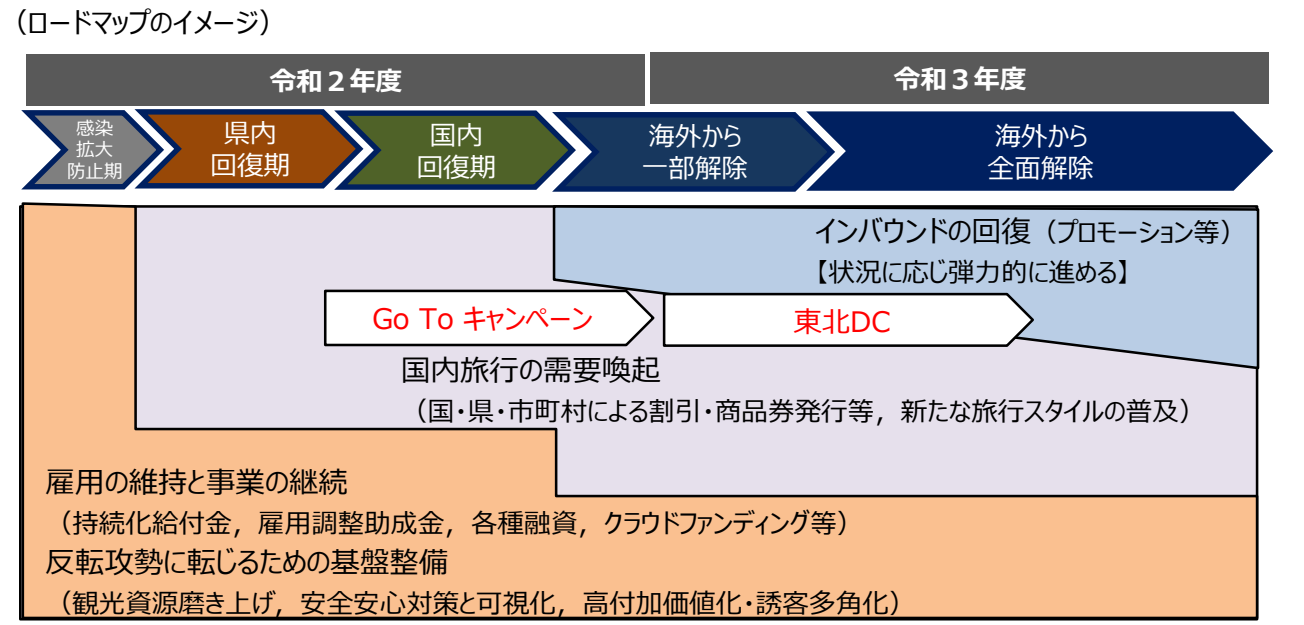 （ロードマップのイメージ）
令和２年度
令和３年度
感染
拡大
防止期
県内
回復期
国内
回復期
海外から
一部解除
海外から
全面解除
インバウンドの回復（プロモーション等）
【状況に応じ弾力的に進める】
Go To キャンペーン
東北DC
国内旅行の需要喚起
（国・県・市町村による割引・商品券発行等，新たな旅行スタイルの普及）
雇用の維持と事業の継続
（持続化給付金，雇用調整助成金，各種融資，クラウドファンディング等）
反転攻勢に転じるための基盤整備
（観光資源磨き上げ，安全安心対策と可視化，高付加価値化・誘客多角化）